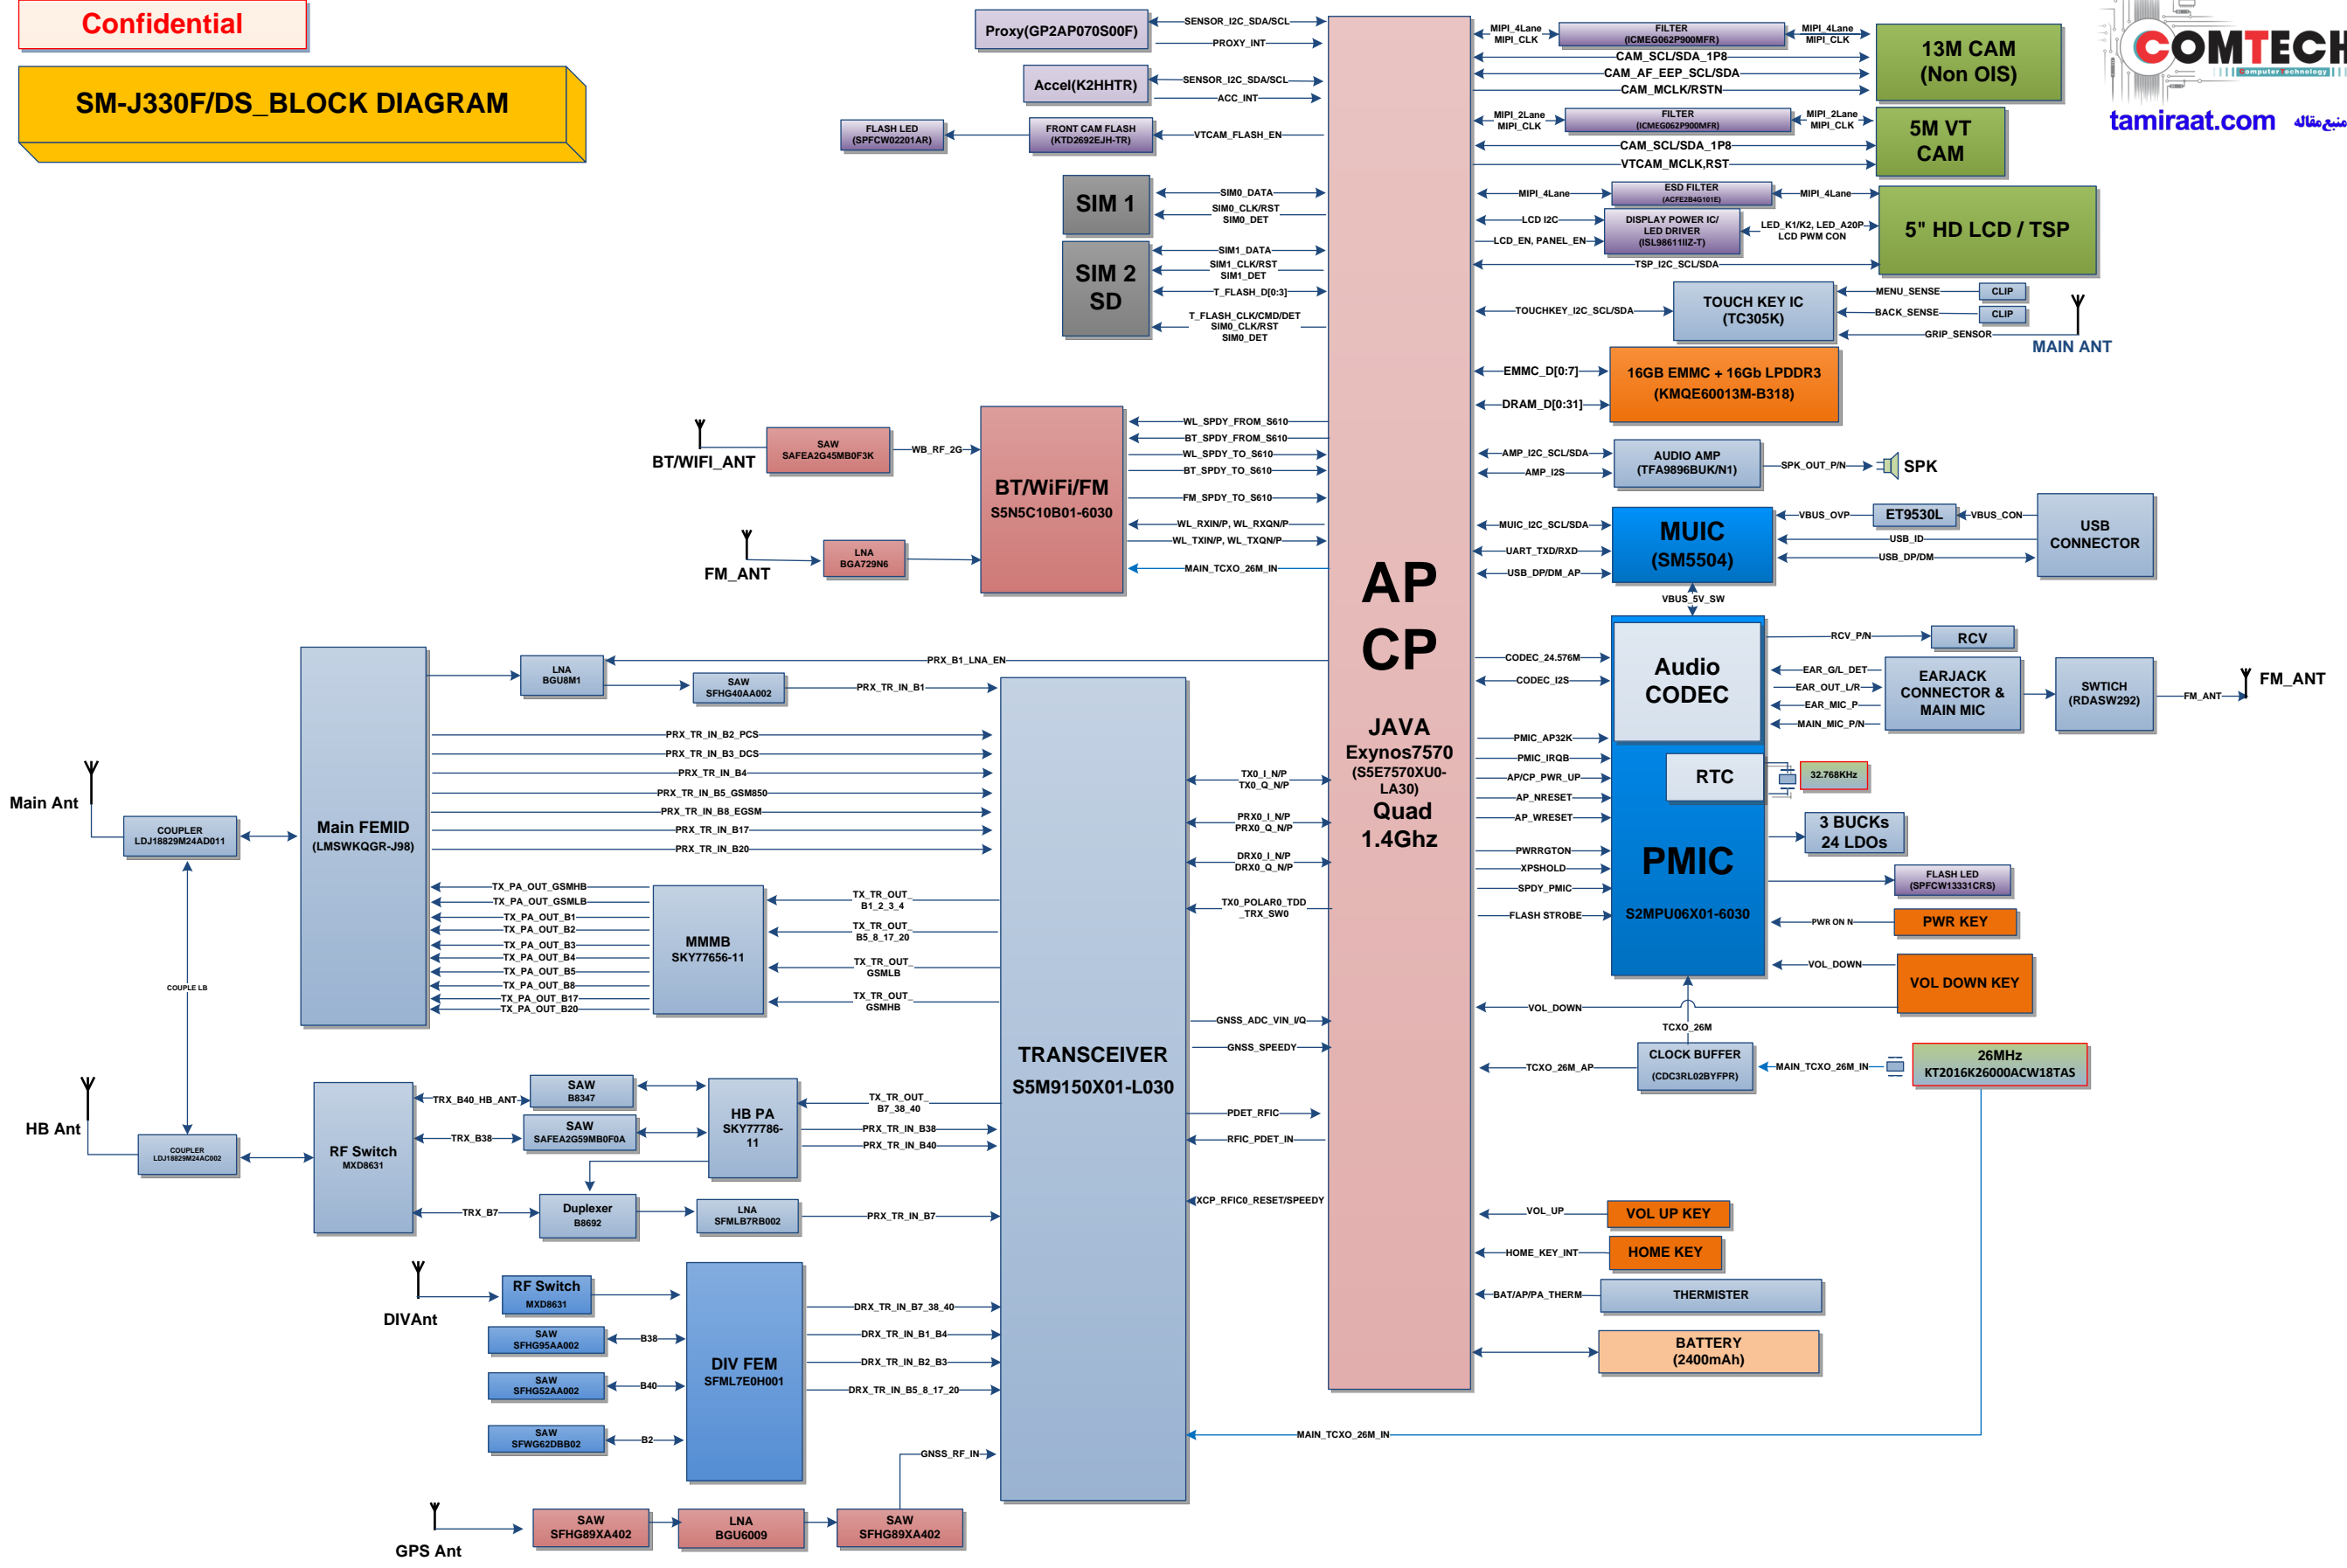 Confidential
SM-J330F/DS_BLOCK DIAGRAM
COMTECH
Computer Technology
tamiraat.com
منبع مقاله
Proxy(GP2AP070S00F)
SENSOR_I2C_SDA/SCL
PROXY_INT
Accel(K2HHTR)
SENSOR_I2C_SDA/SCL
ACC_INT
FLASH LED
(SPFCW02201AR)
FRONT CAM FLASH
(KTD2692EJH-TR)
VTCAM_FLASH_EN
SIM 1
SIM0_DATA
SIM0_CLK/RST
SIM0_DET
SIM 2
SD
SIM1_DATA
SIM1_CLK/RST
SIM1_DET
T_FLASH_D[0:3]
T_FLASH_CLK/CMD/DET
SIM0_CLK/RST
SIM0_DET
BT/WIFI_ANT
SAW
SAFEA2G45MB0F3K
WB_RF_2G
FM_ANT
LNA
BGA729N6
BT/WiFi/FM
S5N5C10B01-6030
WL_SPDY_FROM_S610
BT_SPDY_FROM_S610
WL_SPDY_TO_S610
BT_SPDY_TO_S610
FM_SPDY_TO_S610
WL_RXIN/P, WL_RXQN/P
WL_TXIN/P, WL_TXQN/P
MAIN_TCXO_26M_IN
AP
CP
JAVA
Exynos7570
(S5E7570XU0-
LA30)
Quad
1.4Ghz
MIPI_4Lane
MIPI_CLK
FILTER
(ICMEG062P900MFR)
MIPI_4Lane
MIPI_CLK
CAM_SCL/SDA_1P8
CAM_AF_EEP_SCL/SDA
CAM_MCLK/RSTN
13M CAM
(Non OIS)
MIPI_2Lane
MIPI_CLK
FILTER
(ICMEG062P900MFR)
MIPI_2Lane
MIPI_CLK
CAM_SCL/SDA_1P8
VTCAM_MCLK,RST
5M VT
CAM
MIPI_4Lane
ESD FILTER
(ACFE2B4G101E)
MIPI_4Lane
LCD I2C
LCD_EN, PANEL_EN
DISPLAY POWER IC/
LED DRIVER
(ISL98611IIZ-T)
LED_K1/K2, LED_A20P
LCD PWM CON
TSP_I2C_SCL/SDA
5" HD LCD / TSP
TOUCHKEY_I2C_SCL/SDA
TOUCH KEY IC
(TC305K)
MENU_SENSE
CLIP
BACK_SENSE
CLIP
GRIP_SENSOR
MAIN ANT
EMMC_D[0:7]
DRAM_D[0:31]
16GB EMMC + 16Gb LPDDR3
(KMQE60013M-B318)
AMP_I2C_SCL/SDA
AMP_I2S
AUDIO AMP
(TFA9896BUK/N1)
SPK_OUT_P/N
SPK
MUIC_I2C_SCL/SDA
UART_TXD/RXD
USB_DP/DM_AP
MUIC
(SM5504)
VBUS_OVP
ET9530L
VBUS_CON
USB_ID
USB_DP/DM
USB
CONNECTOR
VBUS_5V_SW
CODEC_24.576M
CODEC_I2S
Audio
CODEC
RCV_P/N
RCV
EAR_G/L_DET
EAR_OUT_L/R
EAR_MIC_P
MAIN_MIC_P/N
EARJACK
CONNECTOR &
MAIN MIC
SWTICH
(RDASW292)
FM_ANT
FM_ANT
PMIC_AP32K
PMIC_IRQB
AP/CP_PWR_UP
AP_NRESET
AP_WRESET
PWRRGTON
XPSHOLD
SPDY_PMIC
FLASH STROBE
RTC
32.768KHz
PMIC
S2MPU06X01-6030
3 BUCKs
24 LDOs
FLASH LED
(SPFCW13331CRS)
PWR ON N
PWR KEY
VOL_DOWN
VOL DOWN KEY
VOL_DOWN
TCXO_26M
TCXO_26M_AP
CLOCK BUFFER
(CDC3RL02BYFPR)
MAIN_TCXO_26M_IN
26MHz
KT2016K26000ACW18TAS
VOL_UP
VOL UP KEY
HOME_KEY_INT
HOME KEY
BAT/AP/PA_THERM
THERMISTER
BATTERY
(2400mAh)
MAIN_TCXO_26M_IN
Main Ant
COUPLER
LDJ18829M24AD011
COUPLE LB
Main FEMID
(LMSWKQGR-J98)
LNA
BGU8M1
PRX_B1_LNA_EN
SAW
SFHG40AA002
PRX_TR_IN_B1
PRX_TR_IN_B2_PCS
PRX_TR_IN_B3_DCS
PRX_TR_IN_B4
PRX_TR_IN_B5_GSM850
PRX_TR_IN_B8_EGSM
PRX_TR_IN_B17
PRX_TR_IN_B20
TX_PA_OUT_GSMHB
TX_PA_OUT_GSMLB
TX_PA_OUT_B1
TX_PA_OUT_B2
TX_PA_OUT_B3
TX_PA_OUT_B4
TX_PA_OUT_B5
TX_PA_OUT_B8
TX_PA_OUT_B17
TX_PA_OUT_B20
MMMB
SKY77656-11
TX_TR_OUT_
B1_2_3_4
TX_TR_OUT_
B5_8_17_20
TX_TR_OUT_
GSMLB
TX_TR_OUT_
GSMHB
TRANSCEIVER
S5M9150X01-L030
TX0_I_N/P
TX0_Q_N/P
PRX0_I_N/P
PRX0_Q_N/P
DRX0_I_N/P
DRX0_Q_N/P
TX0_POLAR0_TDD
_TRX_SW0
GNSS_ADC_VIN_I/Q
GNSS_SPEEDY
PDET_RFIC
RFIC_PDET_IN
XCP_RFIC0_RESET/SPEEDY
HB Ant
COUPLER
LDJ18829M24AC002
RF Switch
MXD8631
TRX_B40_HB_ANT
SAW
B8347
TRX_B38
SAW
SAFEA2G59MB0F0A
HB PA
SKY77786-
11
TX_TR_OUT_
B7_38_40
PRX_TR_IN_B38
PRX_TR_IN_B40
TRX_B7
Duplexer
B8692
LNA
SFMLB7RB002
PRX_TR_IN_B7
DIVAnt
RF Switch
MXD8631
SAW
SFHG95AA002
B38
SAW
SFHG52AA002
B40
SAW
SFWG62DBB02
B2
DIV FEM
SFML7E0H001
DRX_TR_IN_B7_38_40
DRX_TR_IN_B1_B4
DRX_TR_IN_B2_B3
DRX_TR_IN_B5_8_17_20
GNSS_RF_IN
GPS Ant
SAW
SFHG89XA402
LNA
BGU6009
SAW
SFHG89XA402